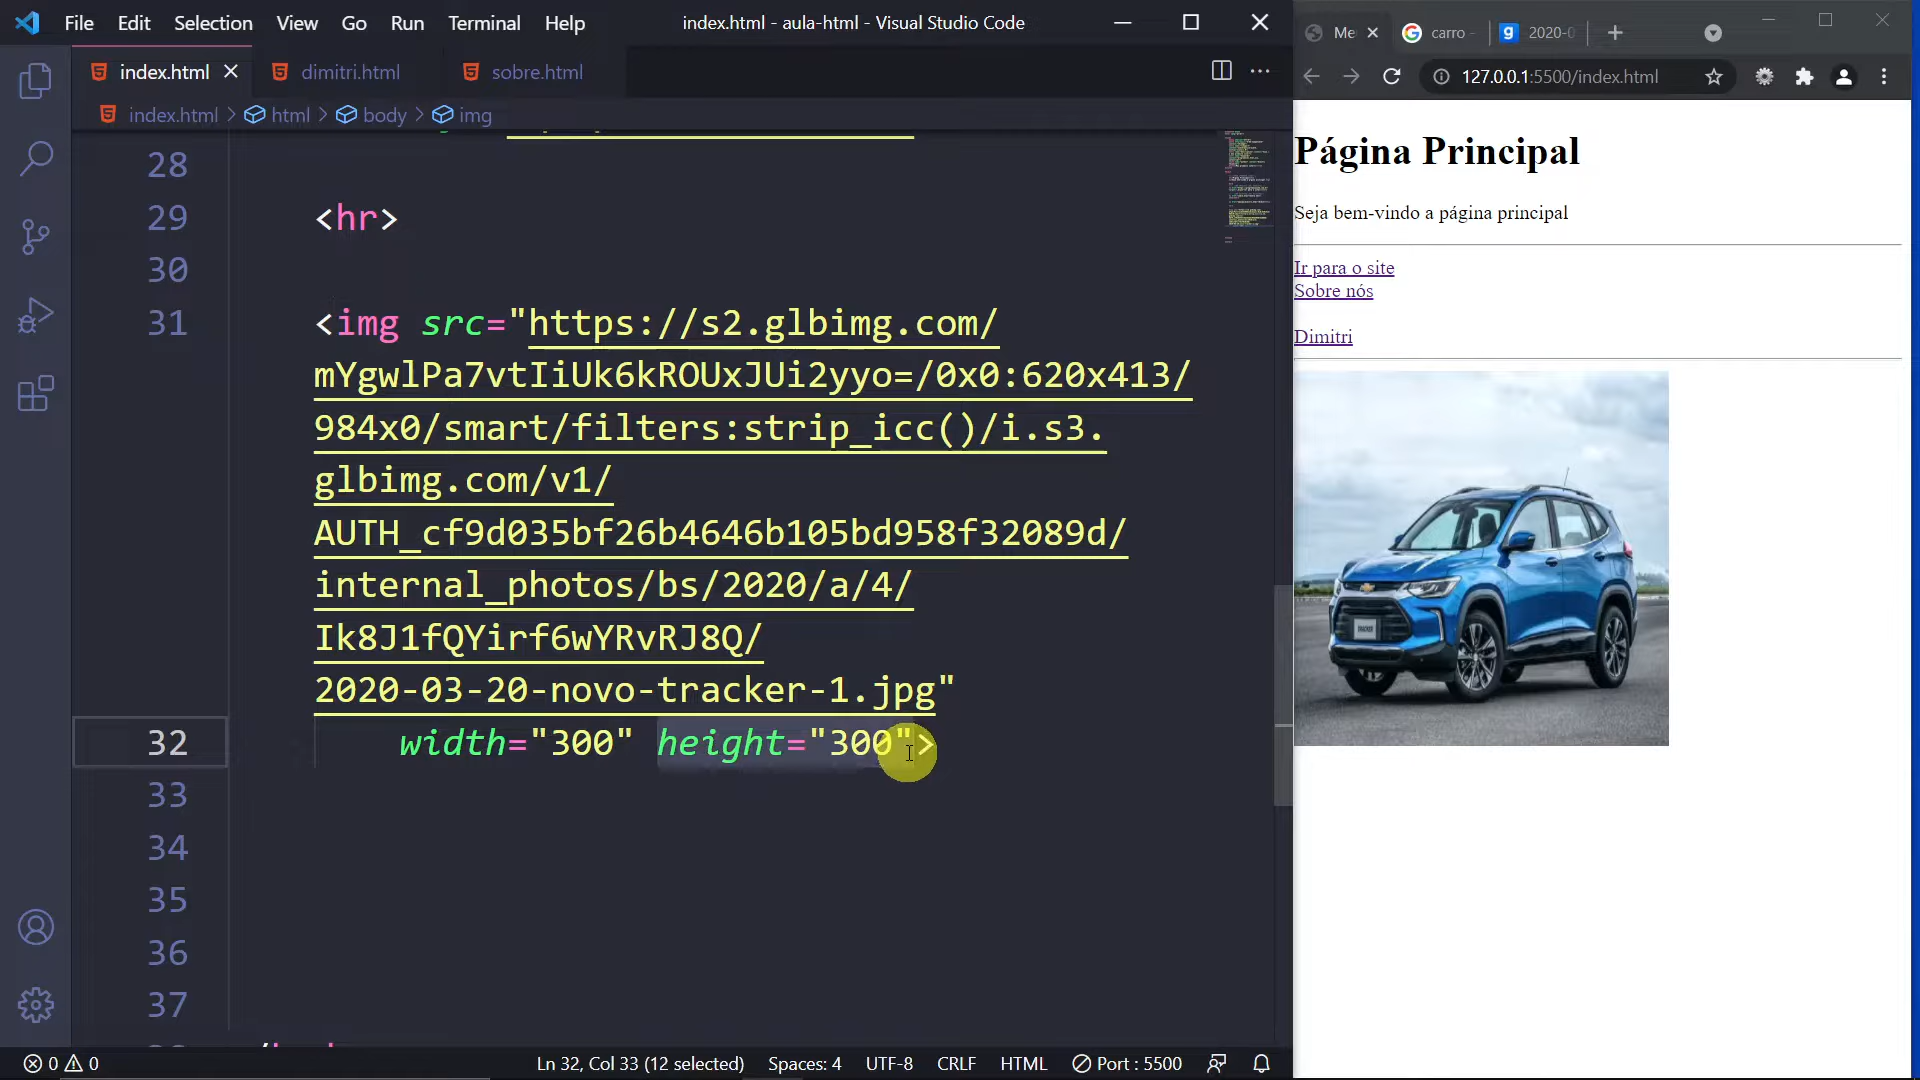 File Edit Selection View Go Run Terminal Help
index.html - aula-html - Visual Studio Code
index.html dimitri.html sobre.html
index.html > html > body > img
28
29 <hr>
30
31 <img src="https://s2.glbimg.com/
mYgwlPa7vtIiUk6kROUxJUi2yyo=/0x0:620x413/
984x0/smart/filters:strip_icc()/i.s3.
glbimg.com/v1/
AUTH_cf9d035bf26b4646b105bd958f32089d/
internal_photos/bs/2020/a/4/
Ik8J1fQYirf6wYRvRJ8Q/
2020-03-20-novo-tracker-1.jpg"
32 width="300" height="300">
33
34
35
36
37
0 0 Ln 32, Col 33 (12 selected) Spaces: 4 UTF-8 CRLF HTML Port : 5500
Me carro - 2020-0
127.0.0.1:5500/index.html
Página Principal
Seja bem-vindo a página principal
Ir para o site
Sobre nós
Dimitri